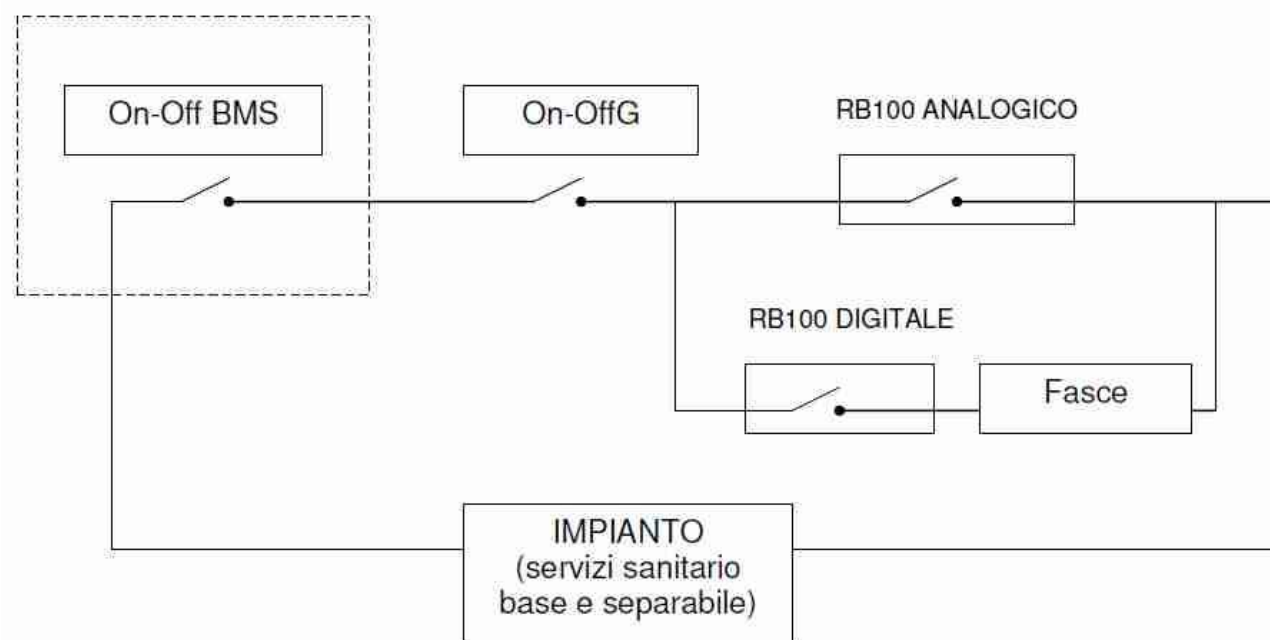 On-Off BMS
On-OffG
RB100 ANALOGICO
RB100 DIGITALE
Fasce
IMPIANTO
(servizi sanitario
base e separabile)